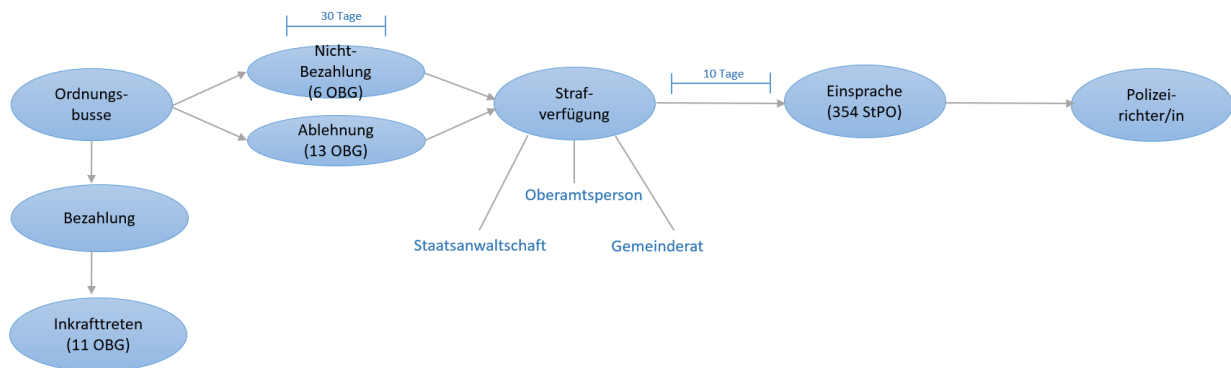 30 Tage
Nicht-
Bezahlung
(6 OBG)
Ordnungs-
busse
Ablehnung
(13 OBG)
Straf-
verfügung
10 Tage
Einsprache
(354 StPO)
Polizei-
richter/in
Oberamtsperson
Staatsanwaltschaft
Gemeinderat
Bezahlung
Inkrafttreten
(11 OBG)